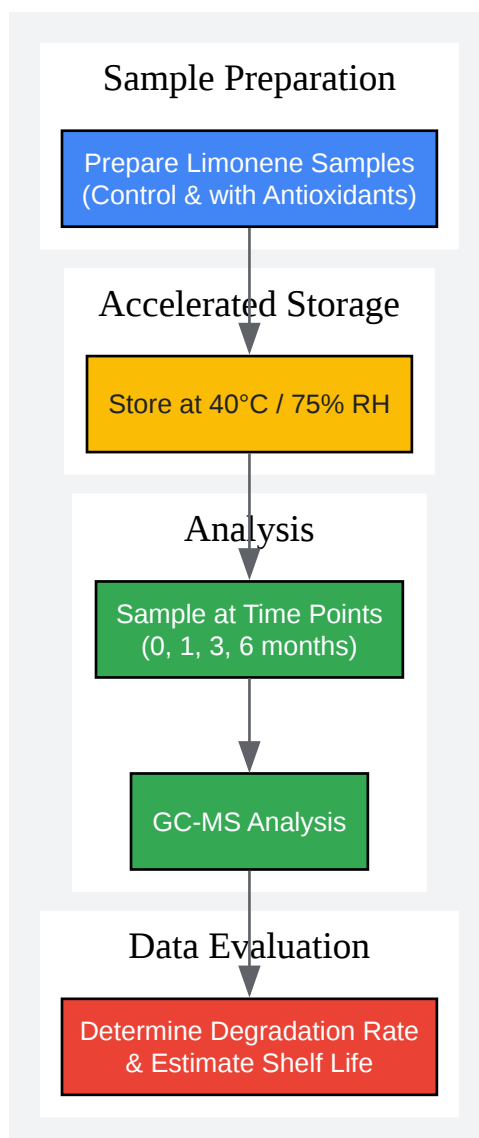 Sample Preparation
Prepare Limonene Samples
(Control & with Antioxidants)
Accelerated Storage
Store at 40°C / 75% RH
Analysis
Sample at Time Points
(0, 1, 3, 6 months)
GC-MS Analysis
Data Evaluation
Determine Degradation Rate
& Estimate Shelf Life